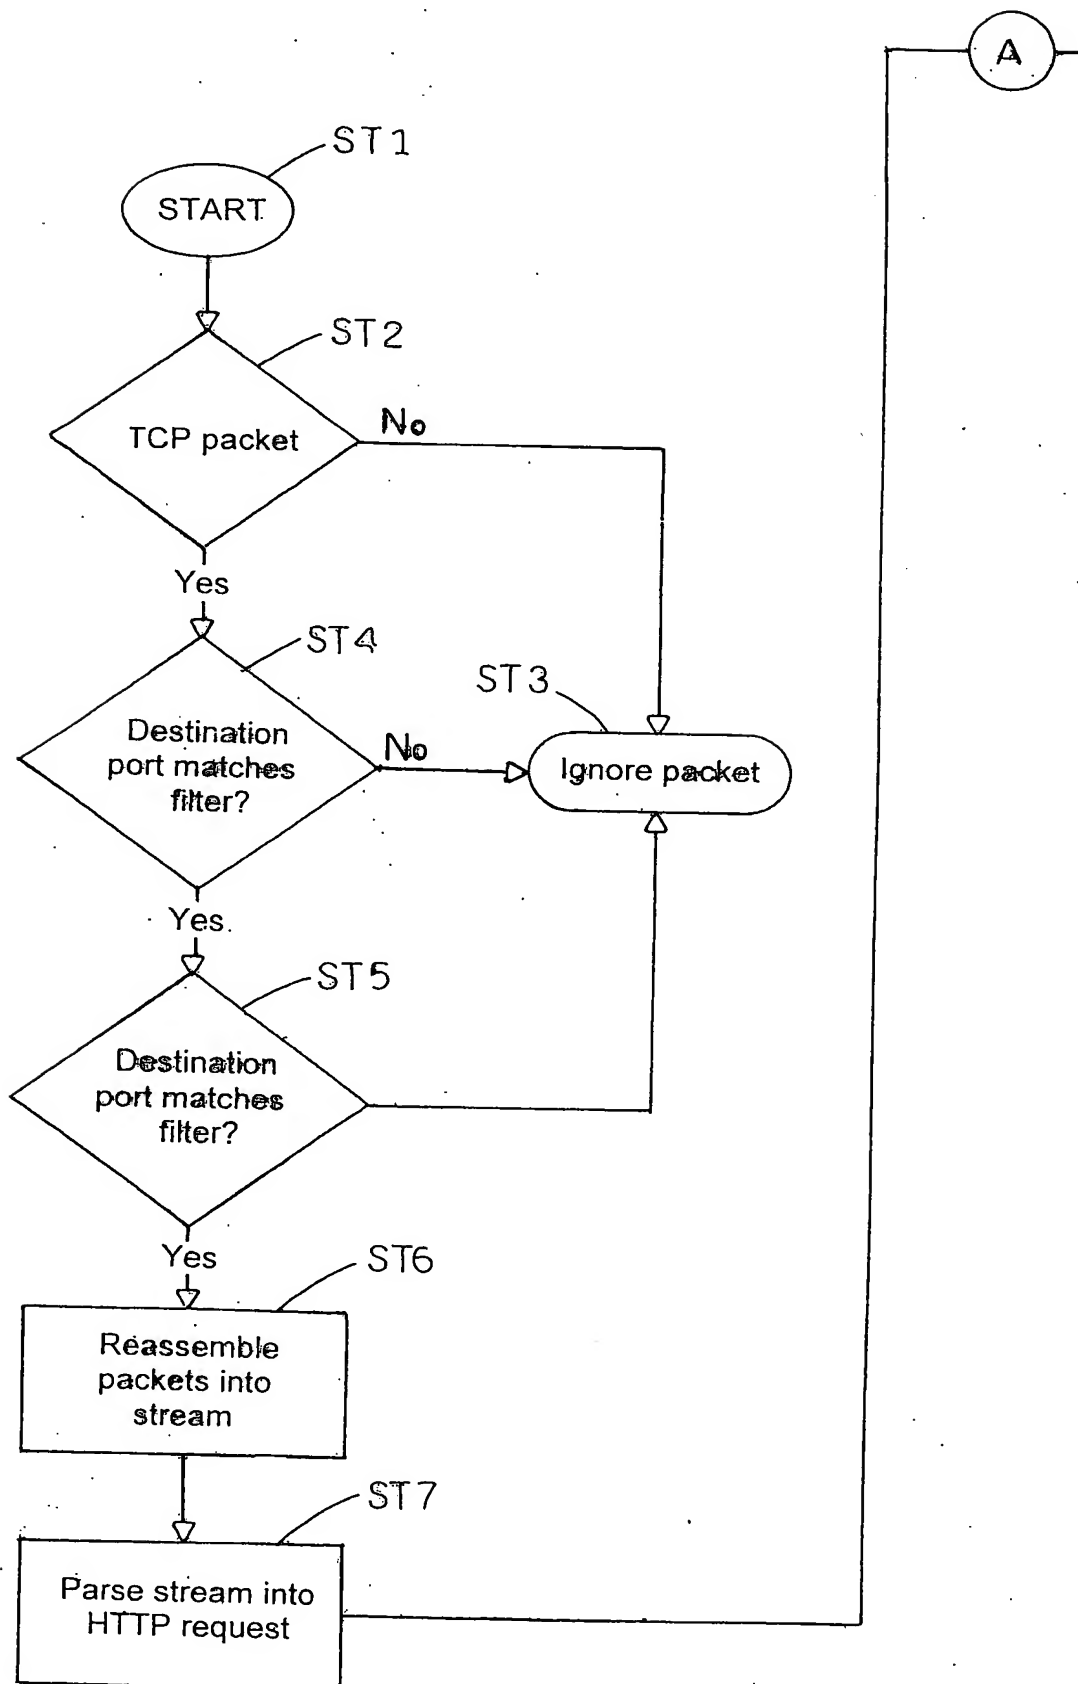 A
ST1
START
ST2
TCP packet
No
Yes
ST4
Destination
port matches
filter?
No
ST3
Ignore packet
Yes
ST5
Destination
port matches
filter?
Yes
ST6
Reassemble
packets into
stream
ST7
Parse stream into
HTTP request